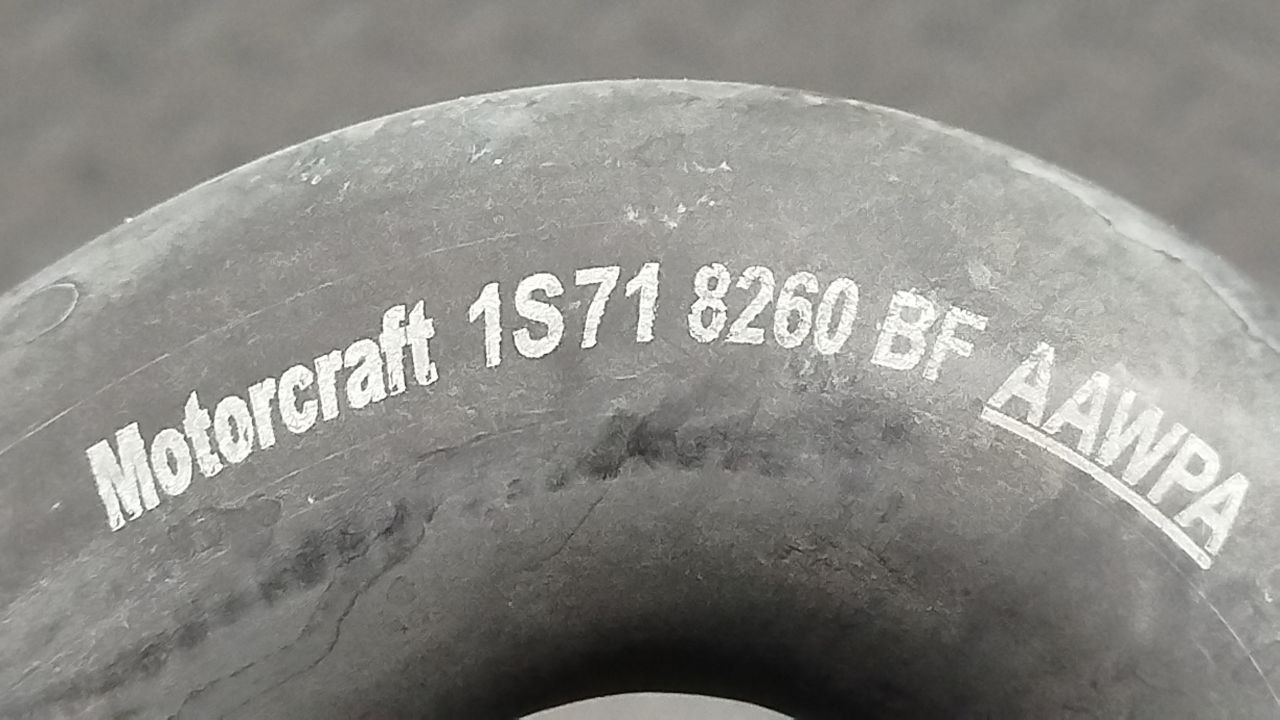 Motorcraft 1S71 8260 BF AAWPA